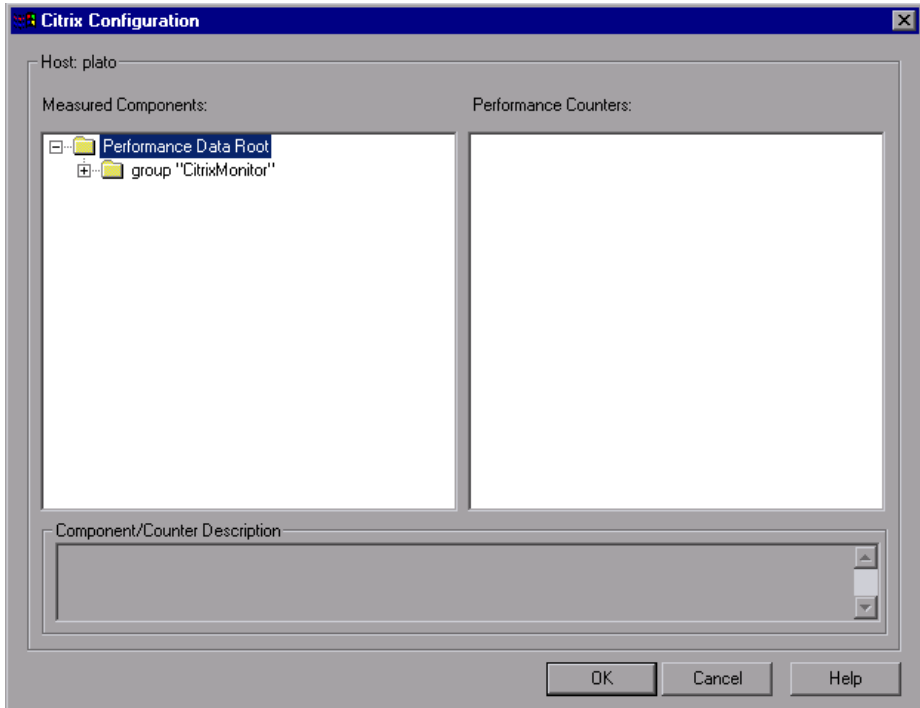 Citrix Configuration
Host: plato
Measured Components:
Performance Counters:
Performance Data Root
group "CitrixMonitor"
Component/Counter Description
OK
Cancel
Help